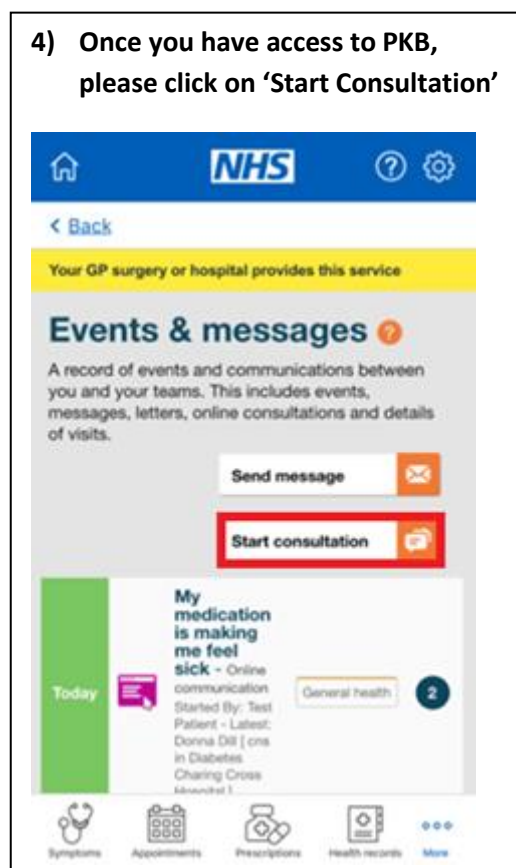 4) Once you have access to PKB,
please click on ‘Start Consultation’
NHS
< Back
Your GP surgery or hospital provides this service
Events & messages ?
A record of events and communications between
you and your teams. This includes events,
messages, letters, online consultations and details
of visits.
Send message
Start consultation
My
medication
is making
me feel
sick - Online
communication
Started By: Test
Patient - Latest:
Donna Dill [ cns
in Diabetes
Charing Cross
Hospital ]
Today
General health
2
Symptoms
Appointments
Prescriptions
Health records
More